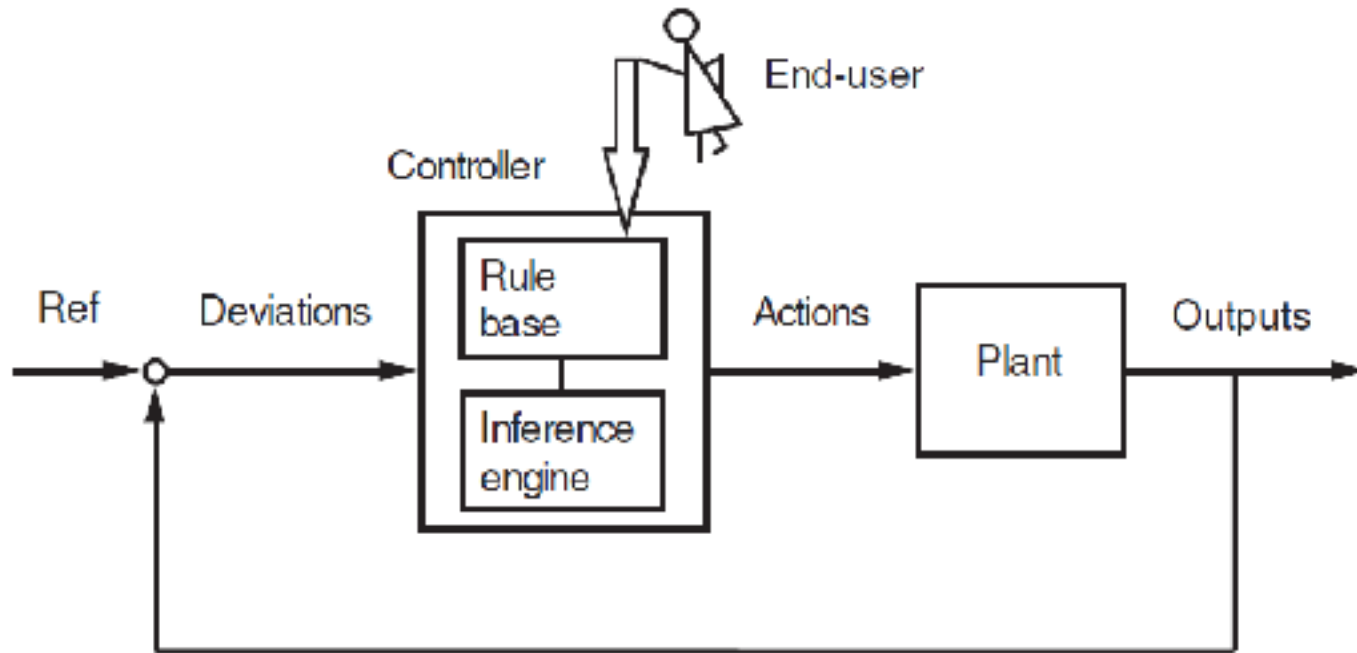 End-user
Controller
Rule
base
Ref
Deviations
Actions
Outputs
Plant
Inference
engine